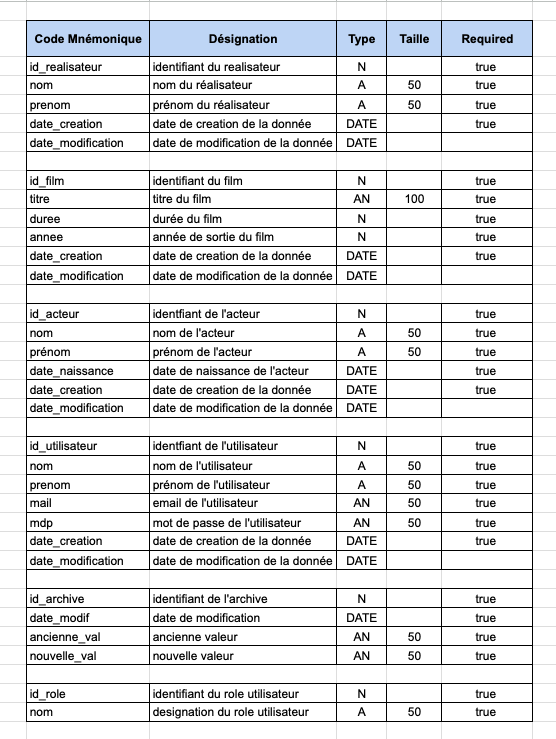 Code Mnémonique Désignation Type Taille Required
id_realisateur identifiant du realisateur N true
nom nom du réalisateur A 50 true
prenom prénom du réalisateur A 50 true
date_creation date de creation de la donnée DATE true
date_modification date de modification de la donnée DATE
id_film identifiant du film N true
titre titre du film AN 100 true
duree durée du film N true
annee année de sortie du film N true
date_creation date de creation de la donnée DATE true
date_modification date de modification de la donnée DATE
id_acteur identfiant de l'acteur N true
nom nom de l'acteur A 50 true
prénom prénom de l'acteur A 50 true
date_naissance date de naissance de l'acteur DATE true
date_creation date de creation de la donnée DATE true
date_modification date de modification de la donnée DATE
id_utilisateur identfiant de l'utilisateur N true
nom nom de l'utilisateur A 50 true
prenom prénom de l'utilisateur A 50 true
mail email de l'utilisateur AN 50 true
mdp mot de passe de l'utilisateur AN 50 true
date_creation date de creation de la donnée DATE true
date_modification date de modification de la donnée DATE
id_archive identifiant de l'archive N true
date_modif date de modification DATE true
ancienne_val ancienne valeur AN 50 true
nouvelle_val nouvelle valeur AN 50 true
id_role identifiant du role utilisateur N true
nom designation du role utilisateur A 50 true